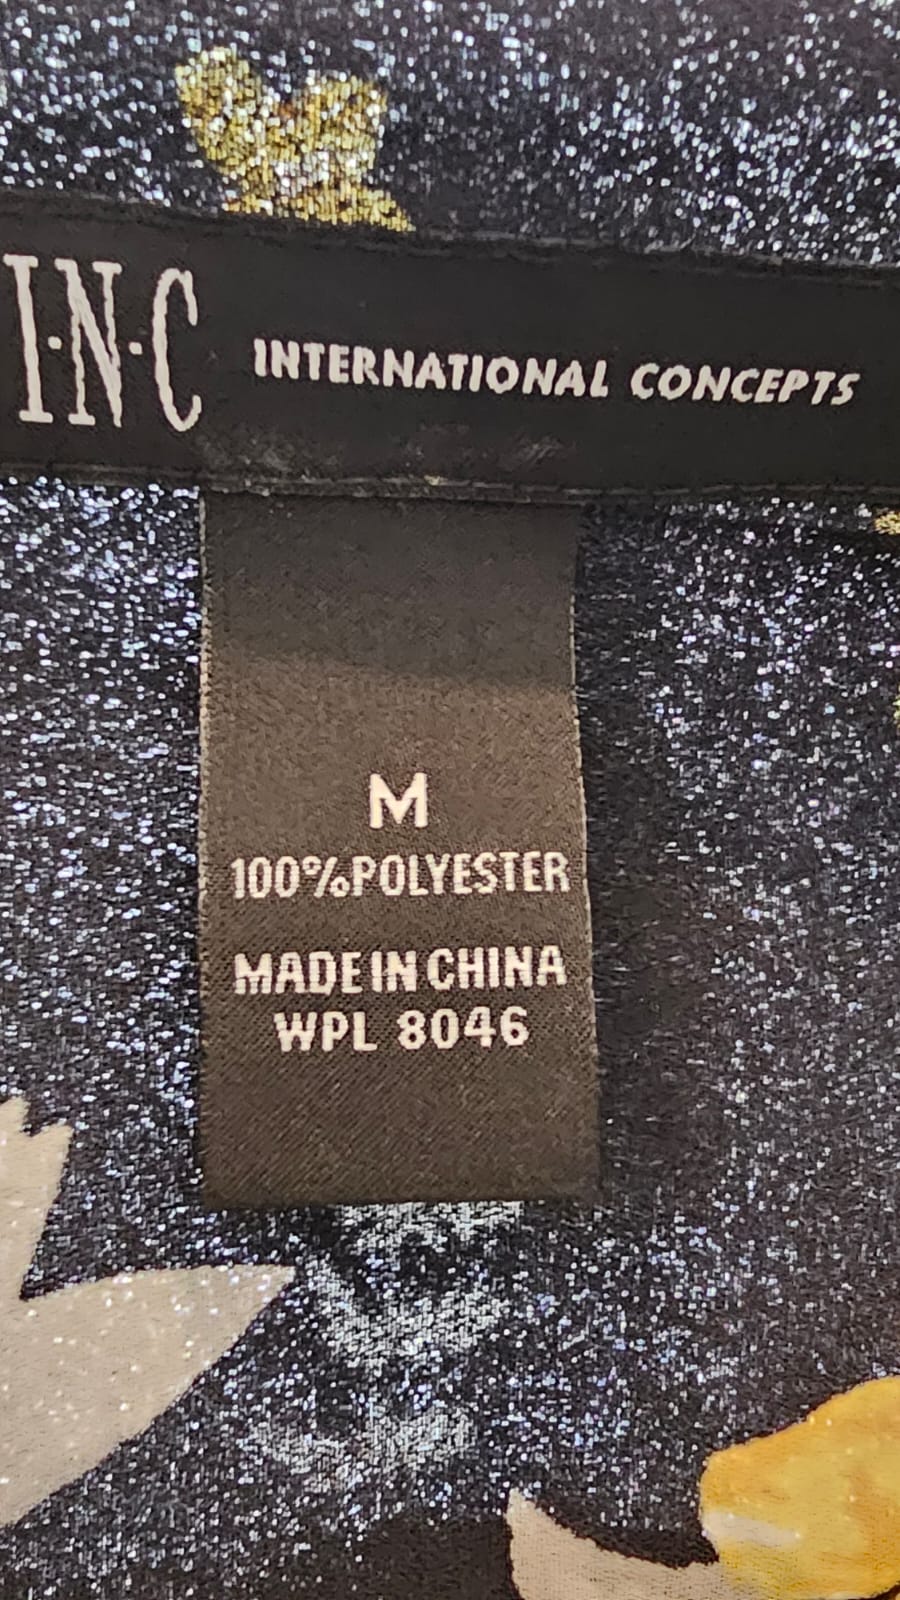 I·N·C INTERNATIONAL CONCEPTS
M
100%POLYESTER
MADE IN CHINA
WPL 8046